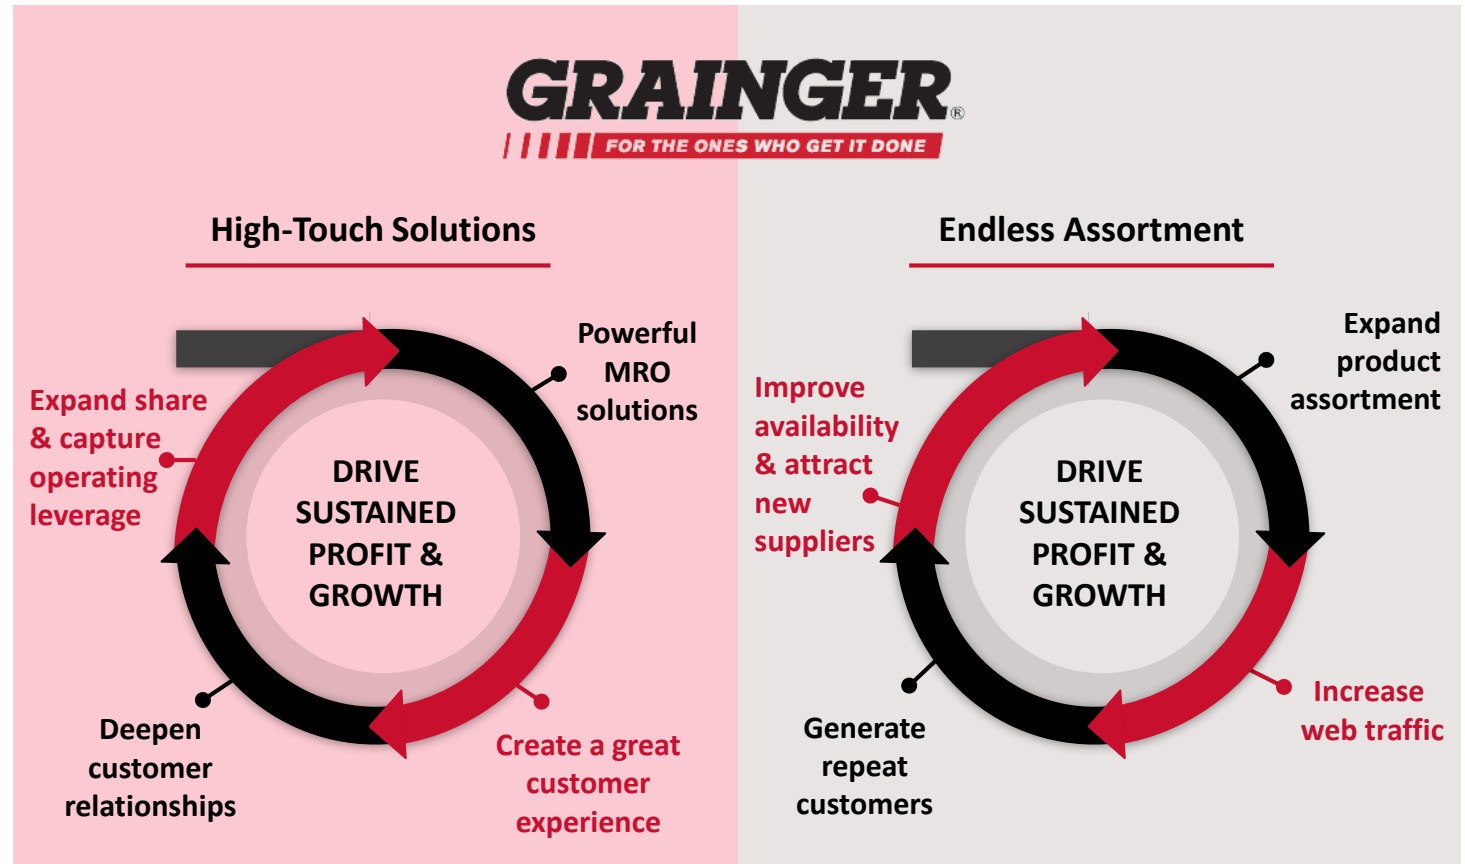 GRAINGER®
FOR THE ONES WHO GET IT DONE
High-Touch Solutions
Powerful
MRO
solutions
Expand share
& capture
operating
leverage
DRIVE
SUSTAINED
PROFIT &
GROWTH
Deepen
customer
relationships
Create a great
customer
experience
Endless Assortment
Expand
product
assortment
Improve
availability
& attract
new
suppliers
DRIVE
SUSTAINED
PROFIT &
GROWTH
Generate
repeat
customers
Increase
web traffic